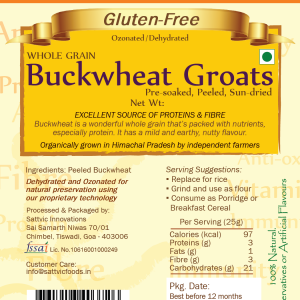 Gluten-Free
Ozonated/Dehydrated
WHOLE GRAIN
Buckwheat Groats
Pre-soaked, Peeled, Sun-dried
Net Wt:
EXCELLENT SOURCE OF PROTEINS & FIBRE
Buckwheat is a wonderful whole grain that's packed with nutrients,
especially protein. It has a mild and earthy, nutty flavour.
Organically grown in Himachal Pradesh by independent farmers
Ingredients: Peeled Buckwheat
Dehydrated and Ozonated for
natural preservation using
our proprietary technology
Processed & Packaged by:
Sattvic Innovations
Sai Samarth Niwas 70/01
Chimbel, Tiswadi, Goa - 403006
fssai Lic. No.10616001000249
Customer Care:
info@sattvicfoods.in
Serving Suggestions:
• Replace for rice
• Grind and use as flour
• Consume as Porridge or
Breakfast Cereal
Per Serving (25g)
Calories (kcal) 97
Proteins (g) 3
Fats (g) 1
Fibre (g) 3
Carbohydrates (g) 21
Pkg. Date:
Best before 12 months
100% Natural